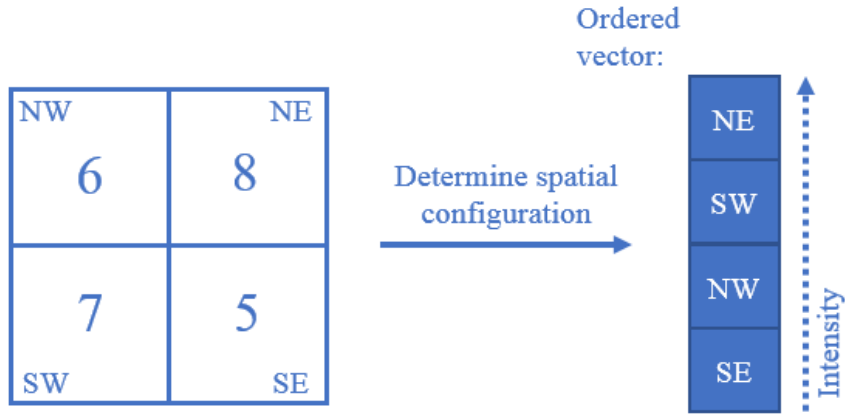 Ordered
vector:
NW
NE
6
8
7
5
SW
SE
Determine spatial
configuration
NE
SW
NW
SE
Intensity